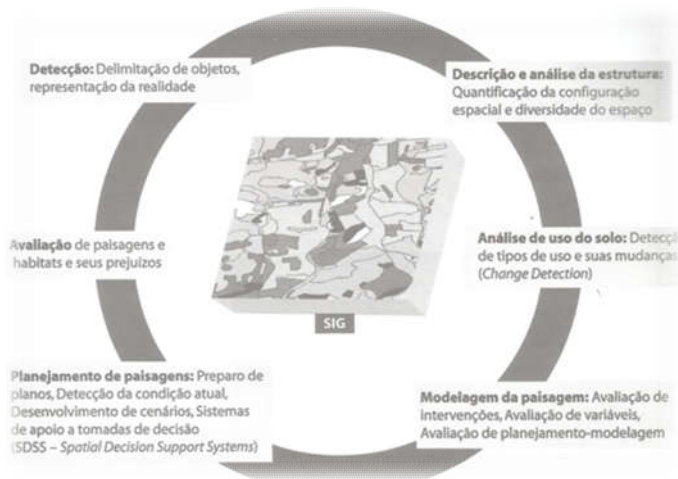 Detecção: Delimitação de objetos,
representação da realidade
Descrição e análise da estrutura:
Quantificação da configuração
espacial e diversidade do espaço
Avaliação de paisagens e
habitats e seus prejuízos
Análise de uso do solo: Detecçã
de tipos de uso e suas mudanças
(Change Detection)
SIG
Planejamento de paisagens: Preparo de
planos, Detecção da condição atual,
Desenvolvimento de cenários, Sistemas
de apoio a tomadas de decisão
(SDSS – Spatial Decision Support Systems)
Modelagem da paisagem: Avaliação de
intervenções, Avaliação de variáveis,
Avaliação de planejamento-modelagem